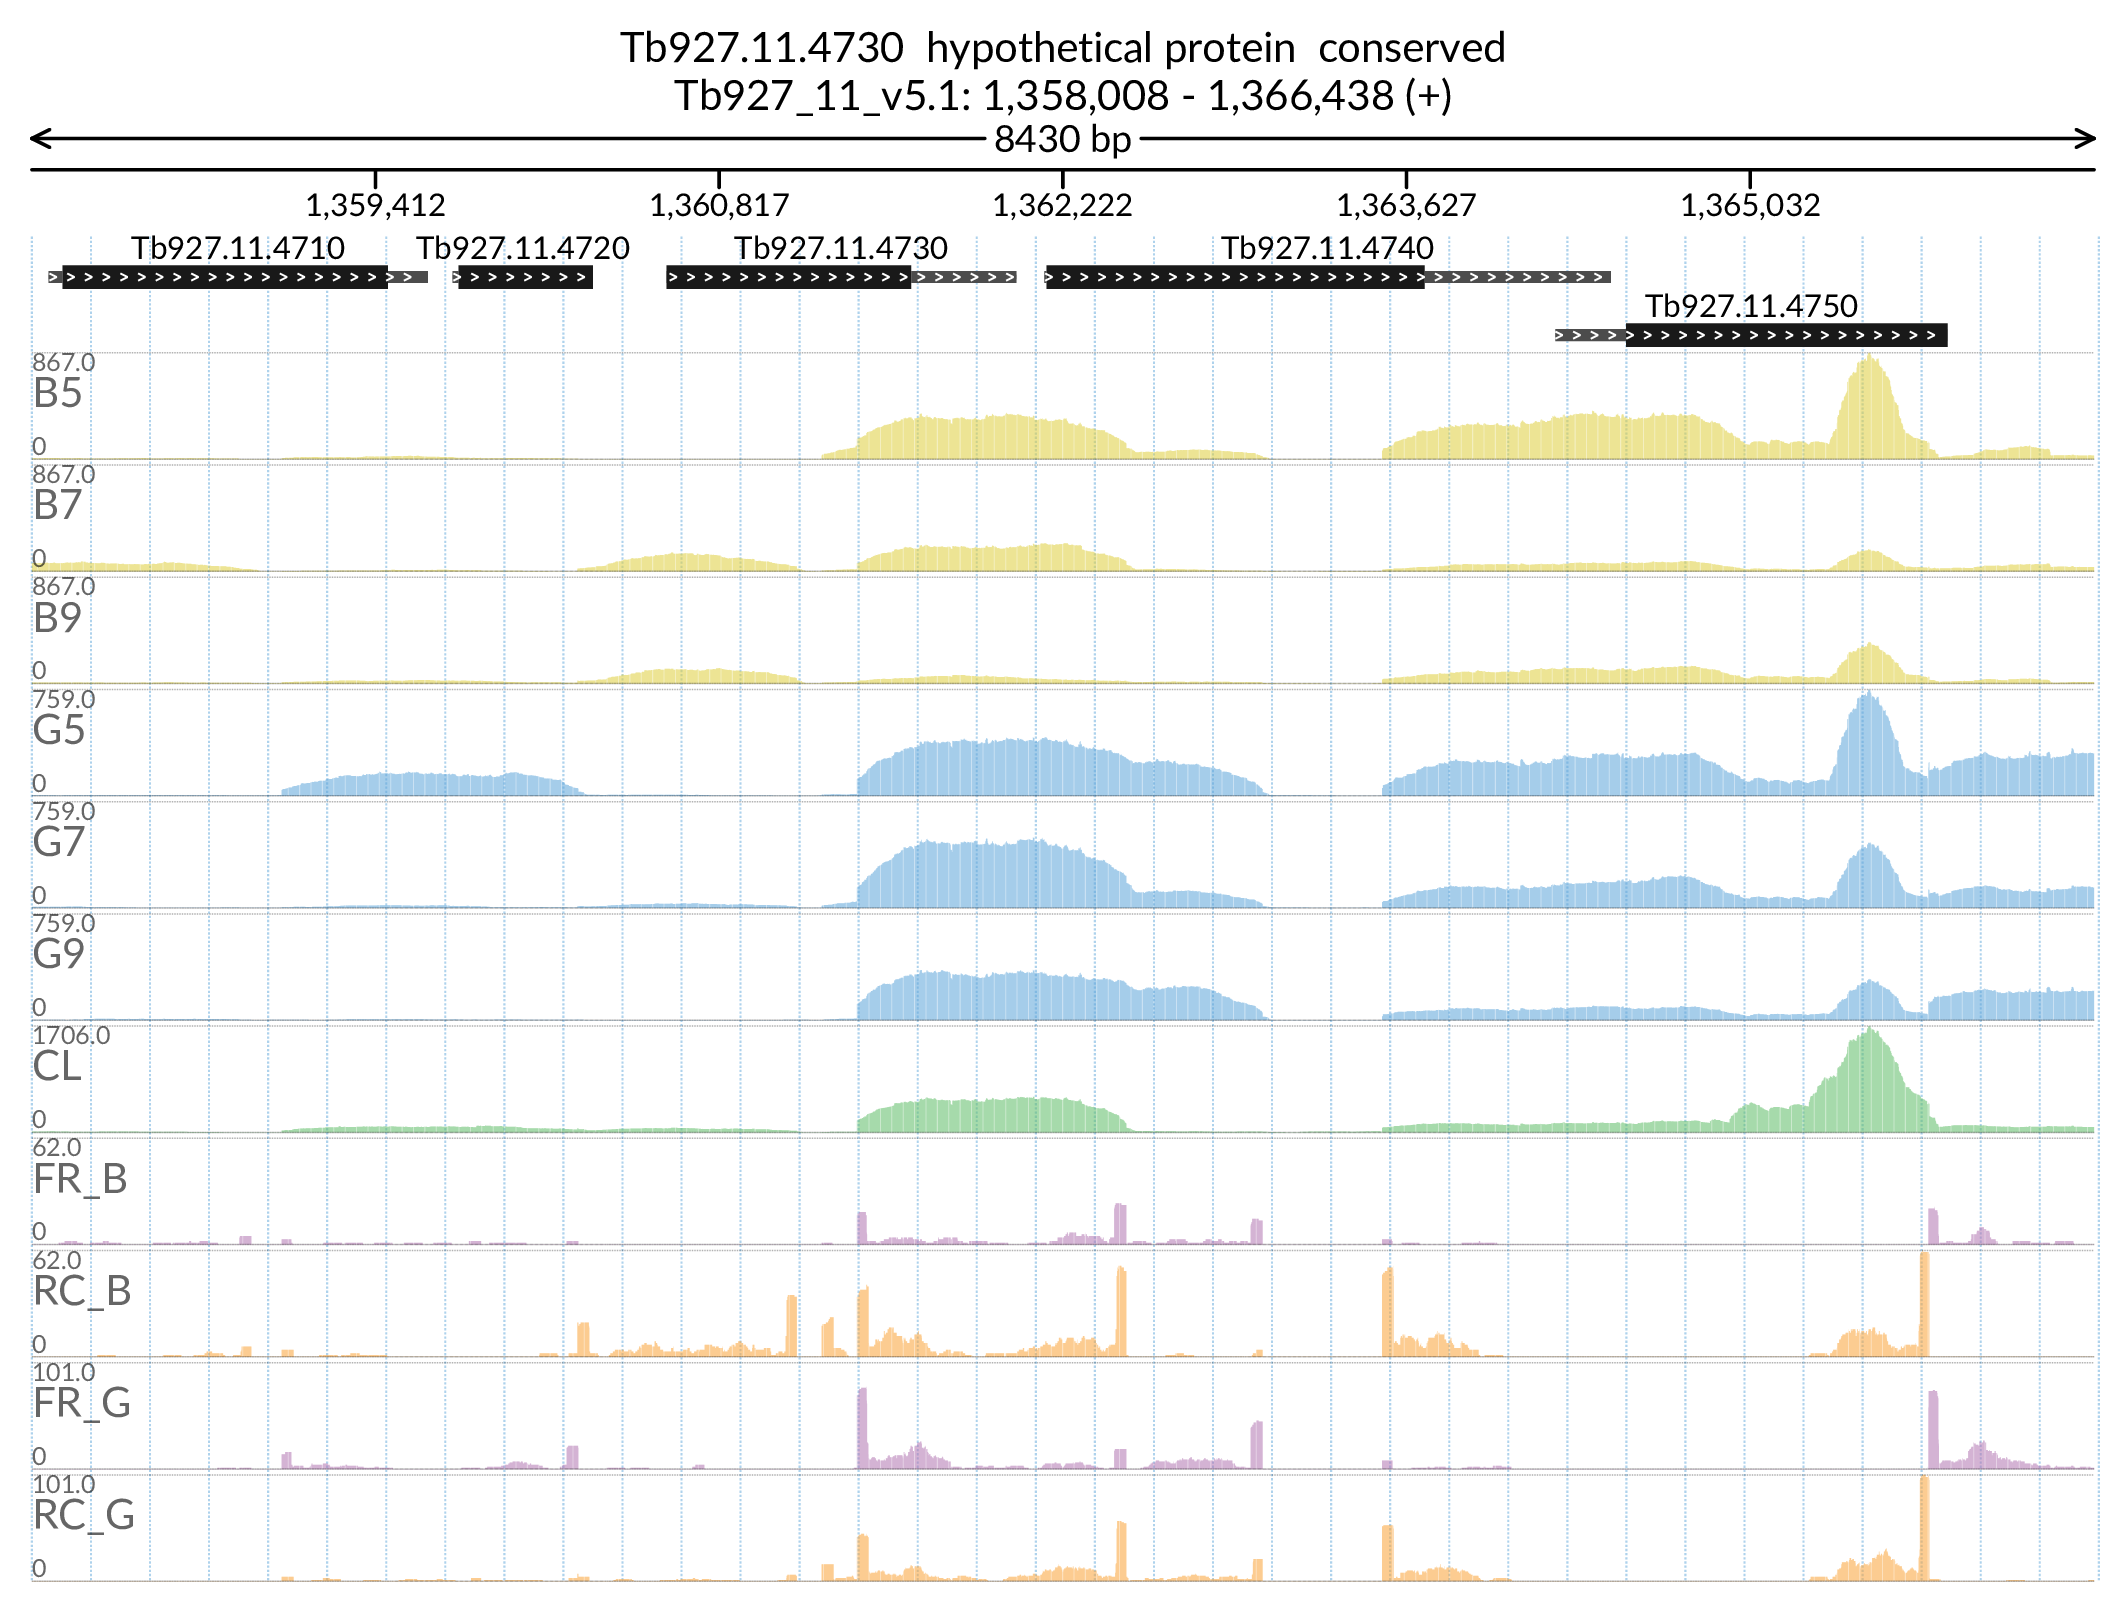 Tb927.11.4730  hypothetical protein  conserved
Tb927_11_v5.1: 1,358,008 - 1,366,438 (+)
8430 bp
1,359,412 1,360,817 1,362,222 1,363,627 1,365,032
Tb927.11.4710 Tb927.11.4720 Tb927.11.4730 Tb927.11.4740
Tb927.11.4750
867.0
B5
0
867.0
B7
0
867.0
B9
0
759.0
G5
0
759.0
G7
0
759.0
G9
0
1706.0
CL
0
62.0
FR_B
0
62.0
RC_B
0
101.0
FR_G
0
101.0
RC_G
0